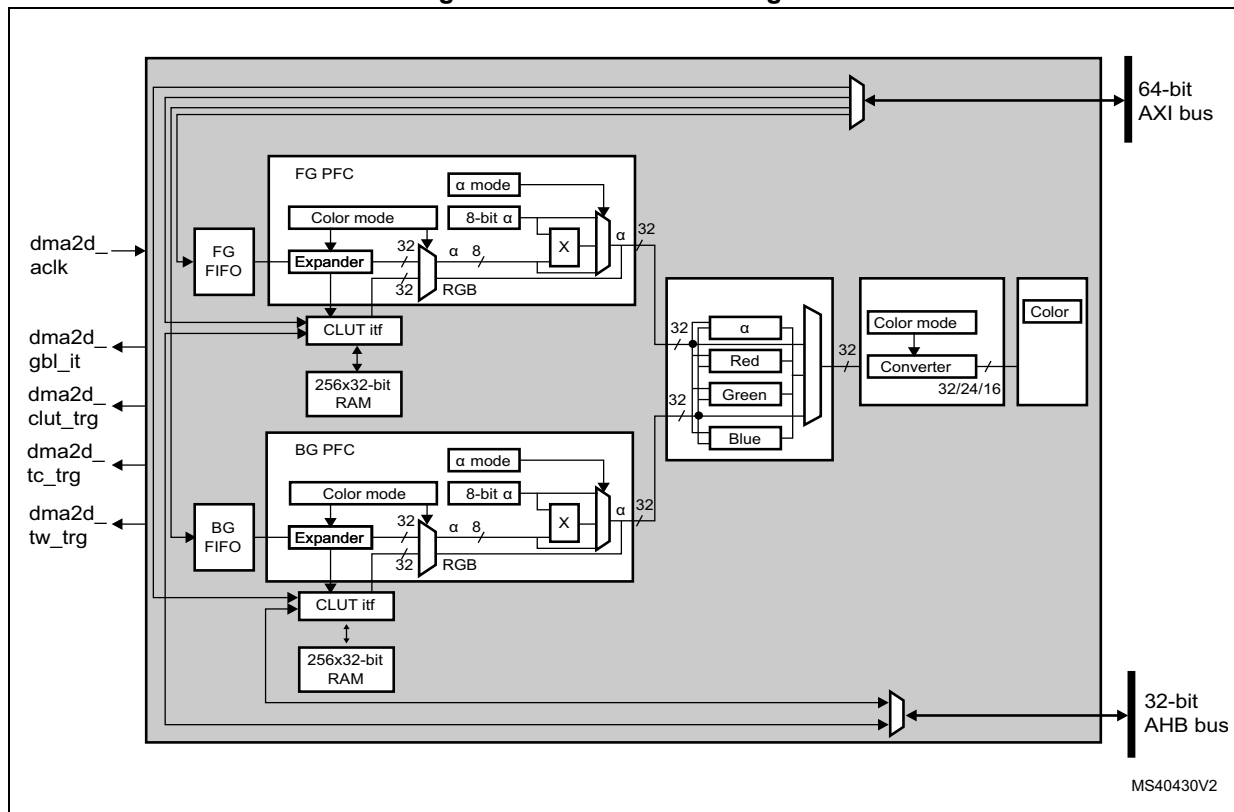 64-bit
AXI bus
FG PFC
α mode
Color mode
8-bit α
α
32
dma2d_
aclk
FG
FIFO
Expander
32
α
8
X
32
RGB
CLUT itf
256x32-bit
RAM
dma2d_
gbl_it
dma2d_
clut_trg
dma2d_
tc_trg
dma2d_
tw_trg
BG PFC
α mode
Color mode
8-bit α
α
32
BG
FIFO
Expander
32
α
8
X
32
RGB
CLUT itf
256x32-bit
RAM
32
32
α
Red
Green
Blue
32
Color mode
Converter
32/24/16
Color
32-bit
AHB bus
MS40430V2